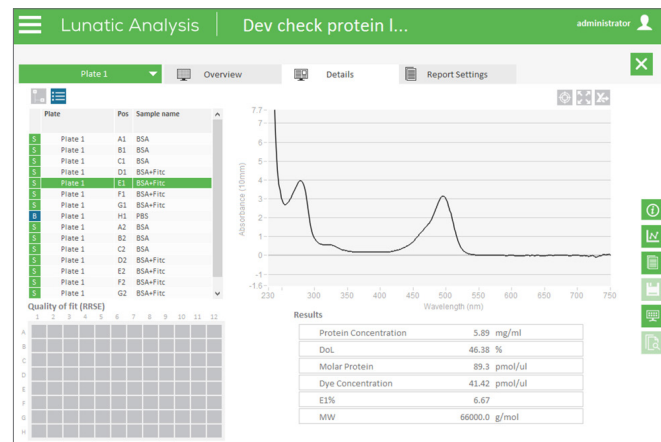 Lunatic Analysis Dev check protein I... administrator
Plate 1 Overview Details Report Settings
Plate Pos Sample name
S Plate 1 A1 BSA
S Plate 1 B1 BSA
S Plate 1 C1 BSA
S Plate 1 D1 BSA+Fitc
S Plate 1 E1 BSA+Fitc
S Plate 1 F1 BSA+Fitc
S Plate 1 G1 BSA+Fitc
B Plate 1 H1 PBS
S Plate 1 A2 BSA
S Plate 1 B2 BSA
S Plate 1 C2 BSA
S Plate 1 D2 BSA+Fitc
S Plate 1 E2 BSA+Fitc
S Plate 1 F2 BSA+Fitc
S Plate 1 G2 BSA+Fitc
Absorbance (10mm)
7.7
7
6
5
4
3
2
1
0
-1
-1.6
230 300 350 400 450 500 550 600 650 700 750
Wavelength (nm)
Quality of fit (RRSE)
1 2 3 4 5 6 7 8 9 10 11 12
A
B
C
D
E
F
G
H
Results
Protein Concentration 5.89 mg/ml
DoL 46.38 %
Molar Protein 89.3 pmol/ul
Dye Concentration 41.42 pmol/ul
E1% 6.67
MW 66000.0 g/mol